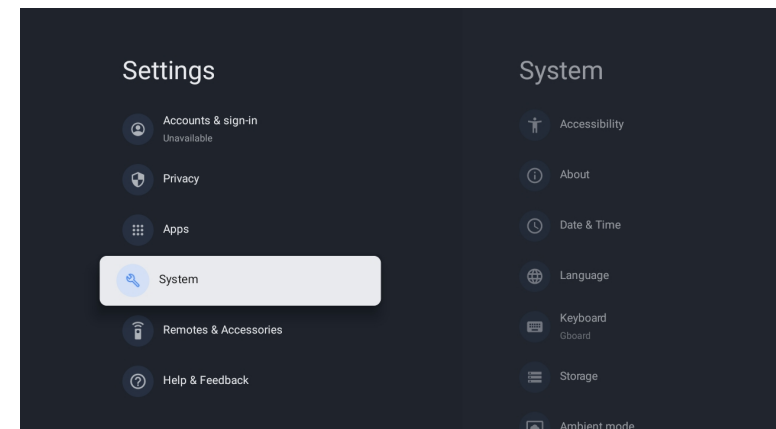 Settings
Accounts & sign-in
Unavailable
Privacy
Apps
System
Remotes & Accessories
Help & Feedback
System
Accessibility
About
Date & Time
Language
Keyboard
Gboard
Storage
Ambient mode